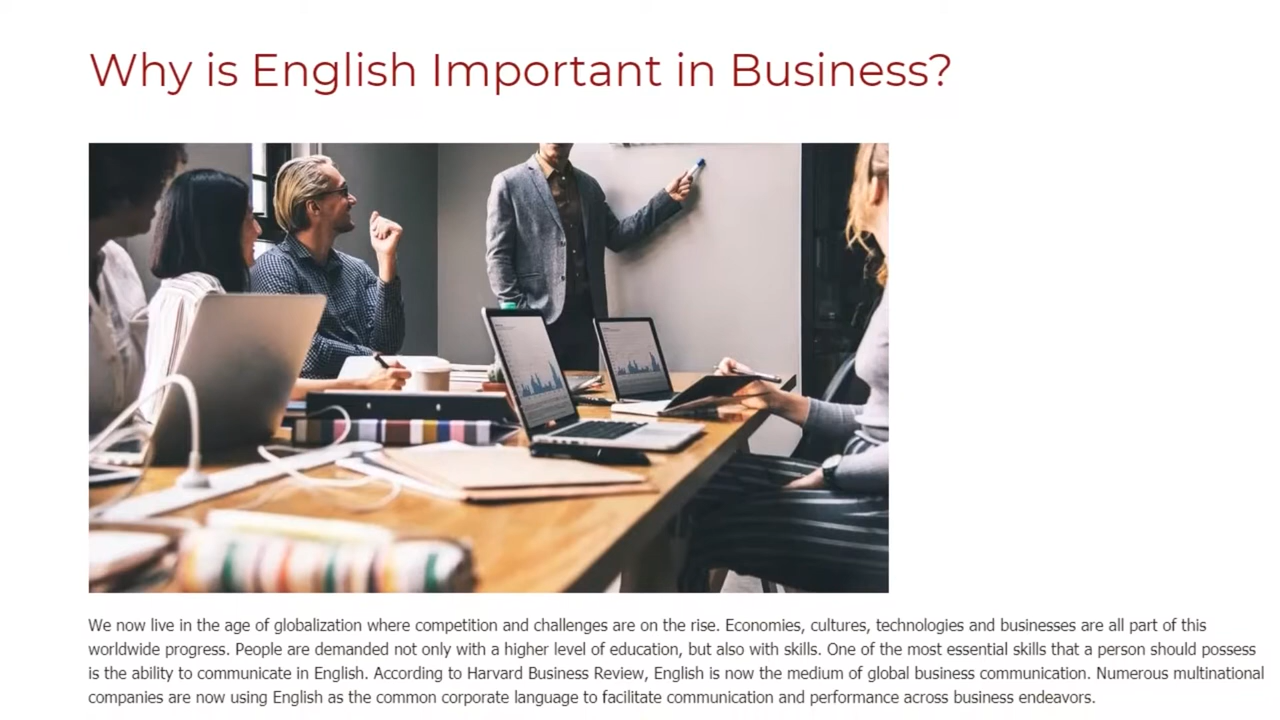 Why is English Important in Business?
We now live in the age of globalization where competition and challenges are on the rise. Economies, cultures, technologies and businesses are all part of this
worldwide progress. People are demanded not only with a higher level of education, but also with skills. One of the most essential skills that a person should possess
is the ability to communicate in English. According to Harvard Business Review, English is now the medium of global business communication. Numerous multinational
companies are now using English as the common corporate language to facilitate communication and performance across business endeavors.